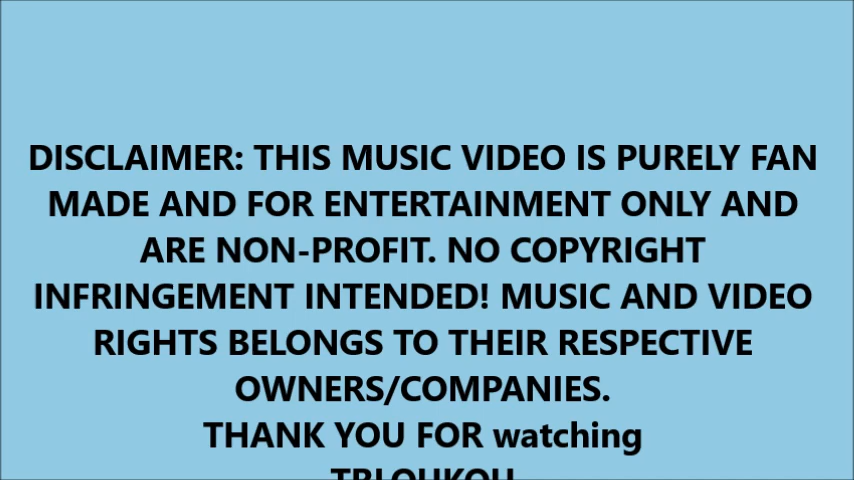 DISCLAIMER: THIS MUSIC VIDEO IS PURELY FAN
MADE AND FOR ENTERTAINMENT ONLY AND
ARE NON-PROFIT. NO COPYRIGHT
INFRINGEMENT INTENDED! MUSIC AND VIDEO
RIGHTS BELONGS TO THEIR RESPECTIVE
OWNERS/COMPANIES.
THANK YOU FOR watching